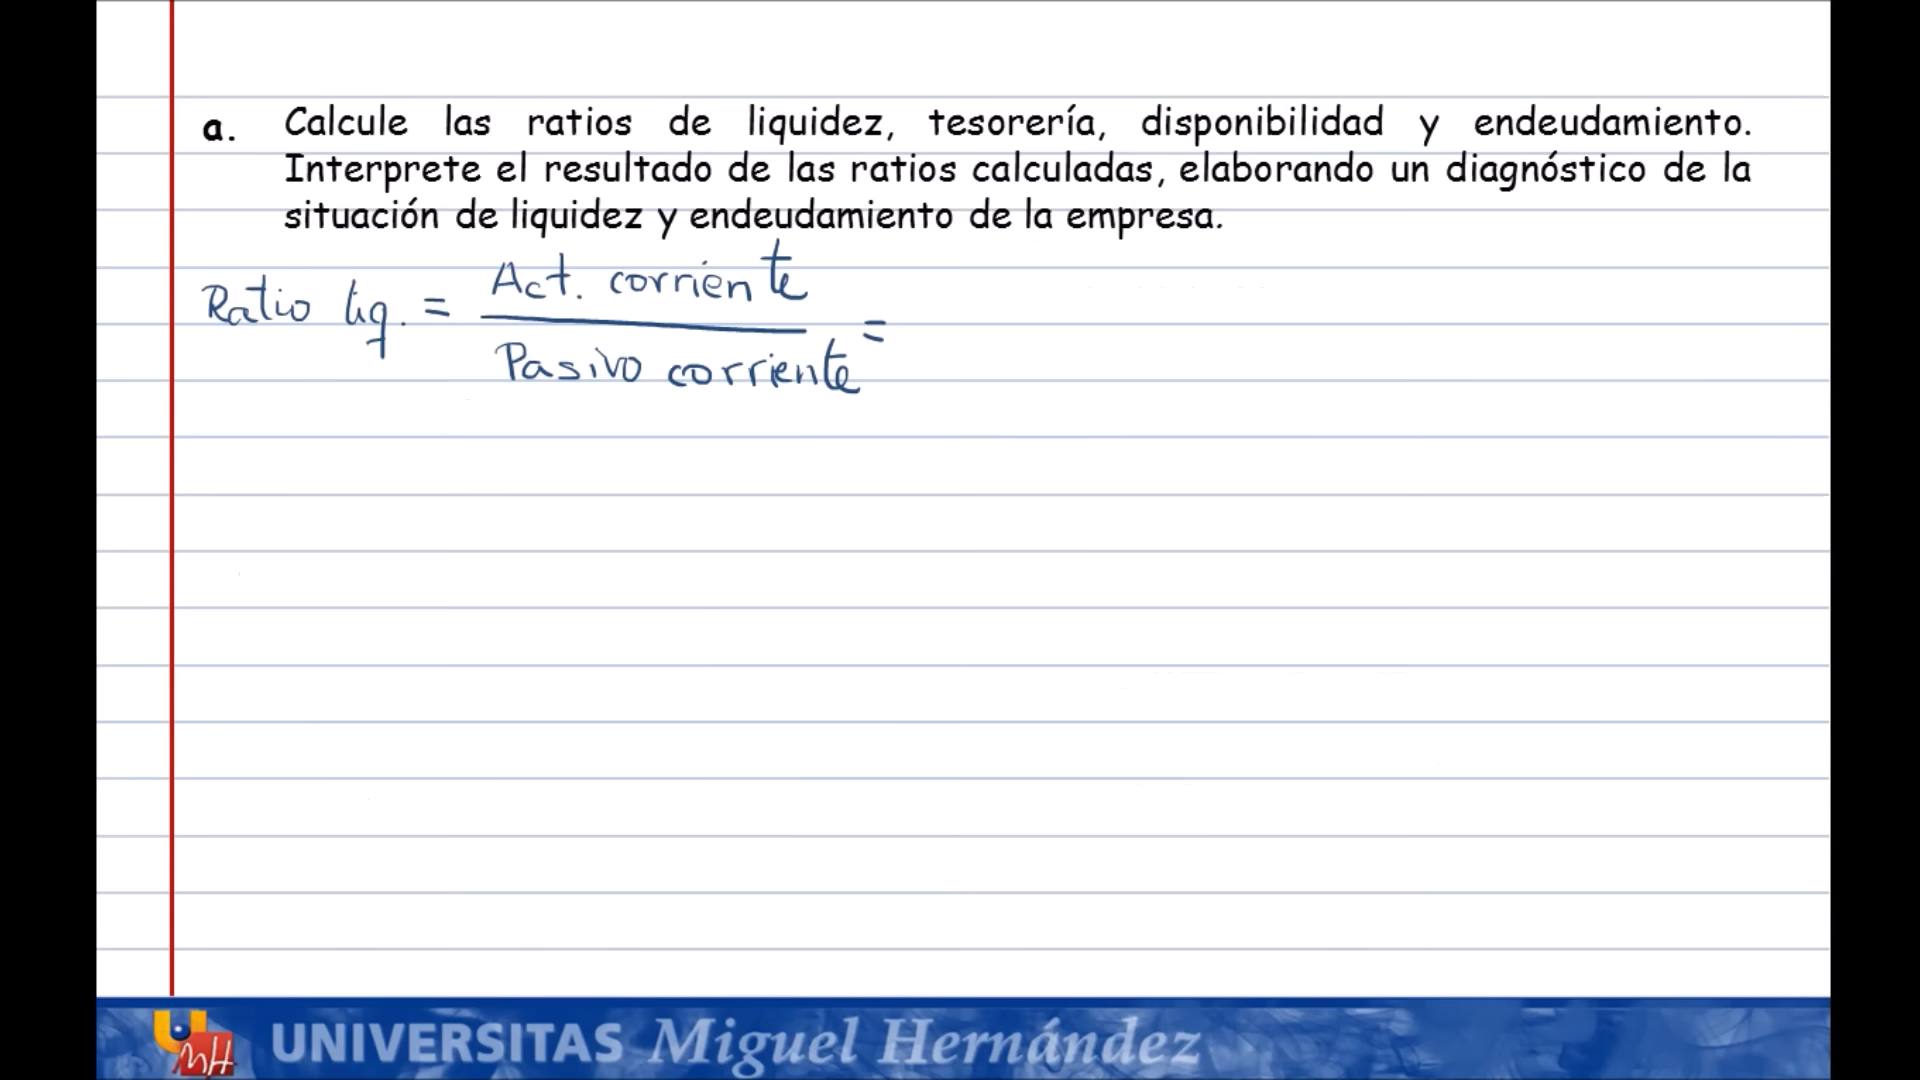 a. Calcule las ratios de liquidez, tesorería, disponibilidad y endeudamiento.
Interprete el resultado de las ratios calculadas, elaborando un diagnóstico de la
situación de liquidez y endeudamiento de la empresa.
Ratio liq. = Act. corriente
Pasivo corriente =
UNIVERSITAS Miguel Hernández